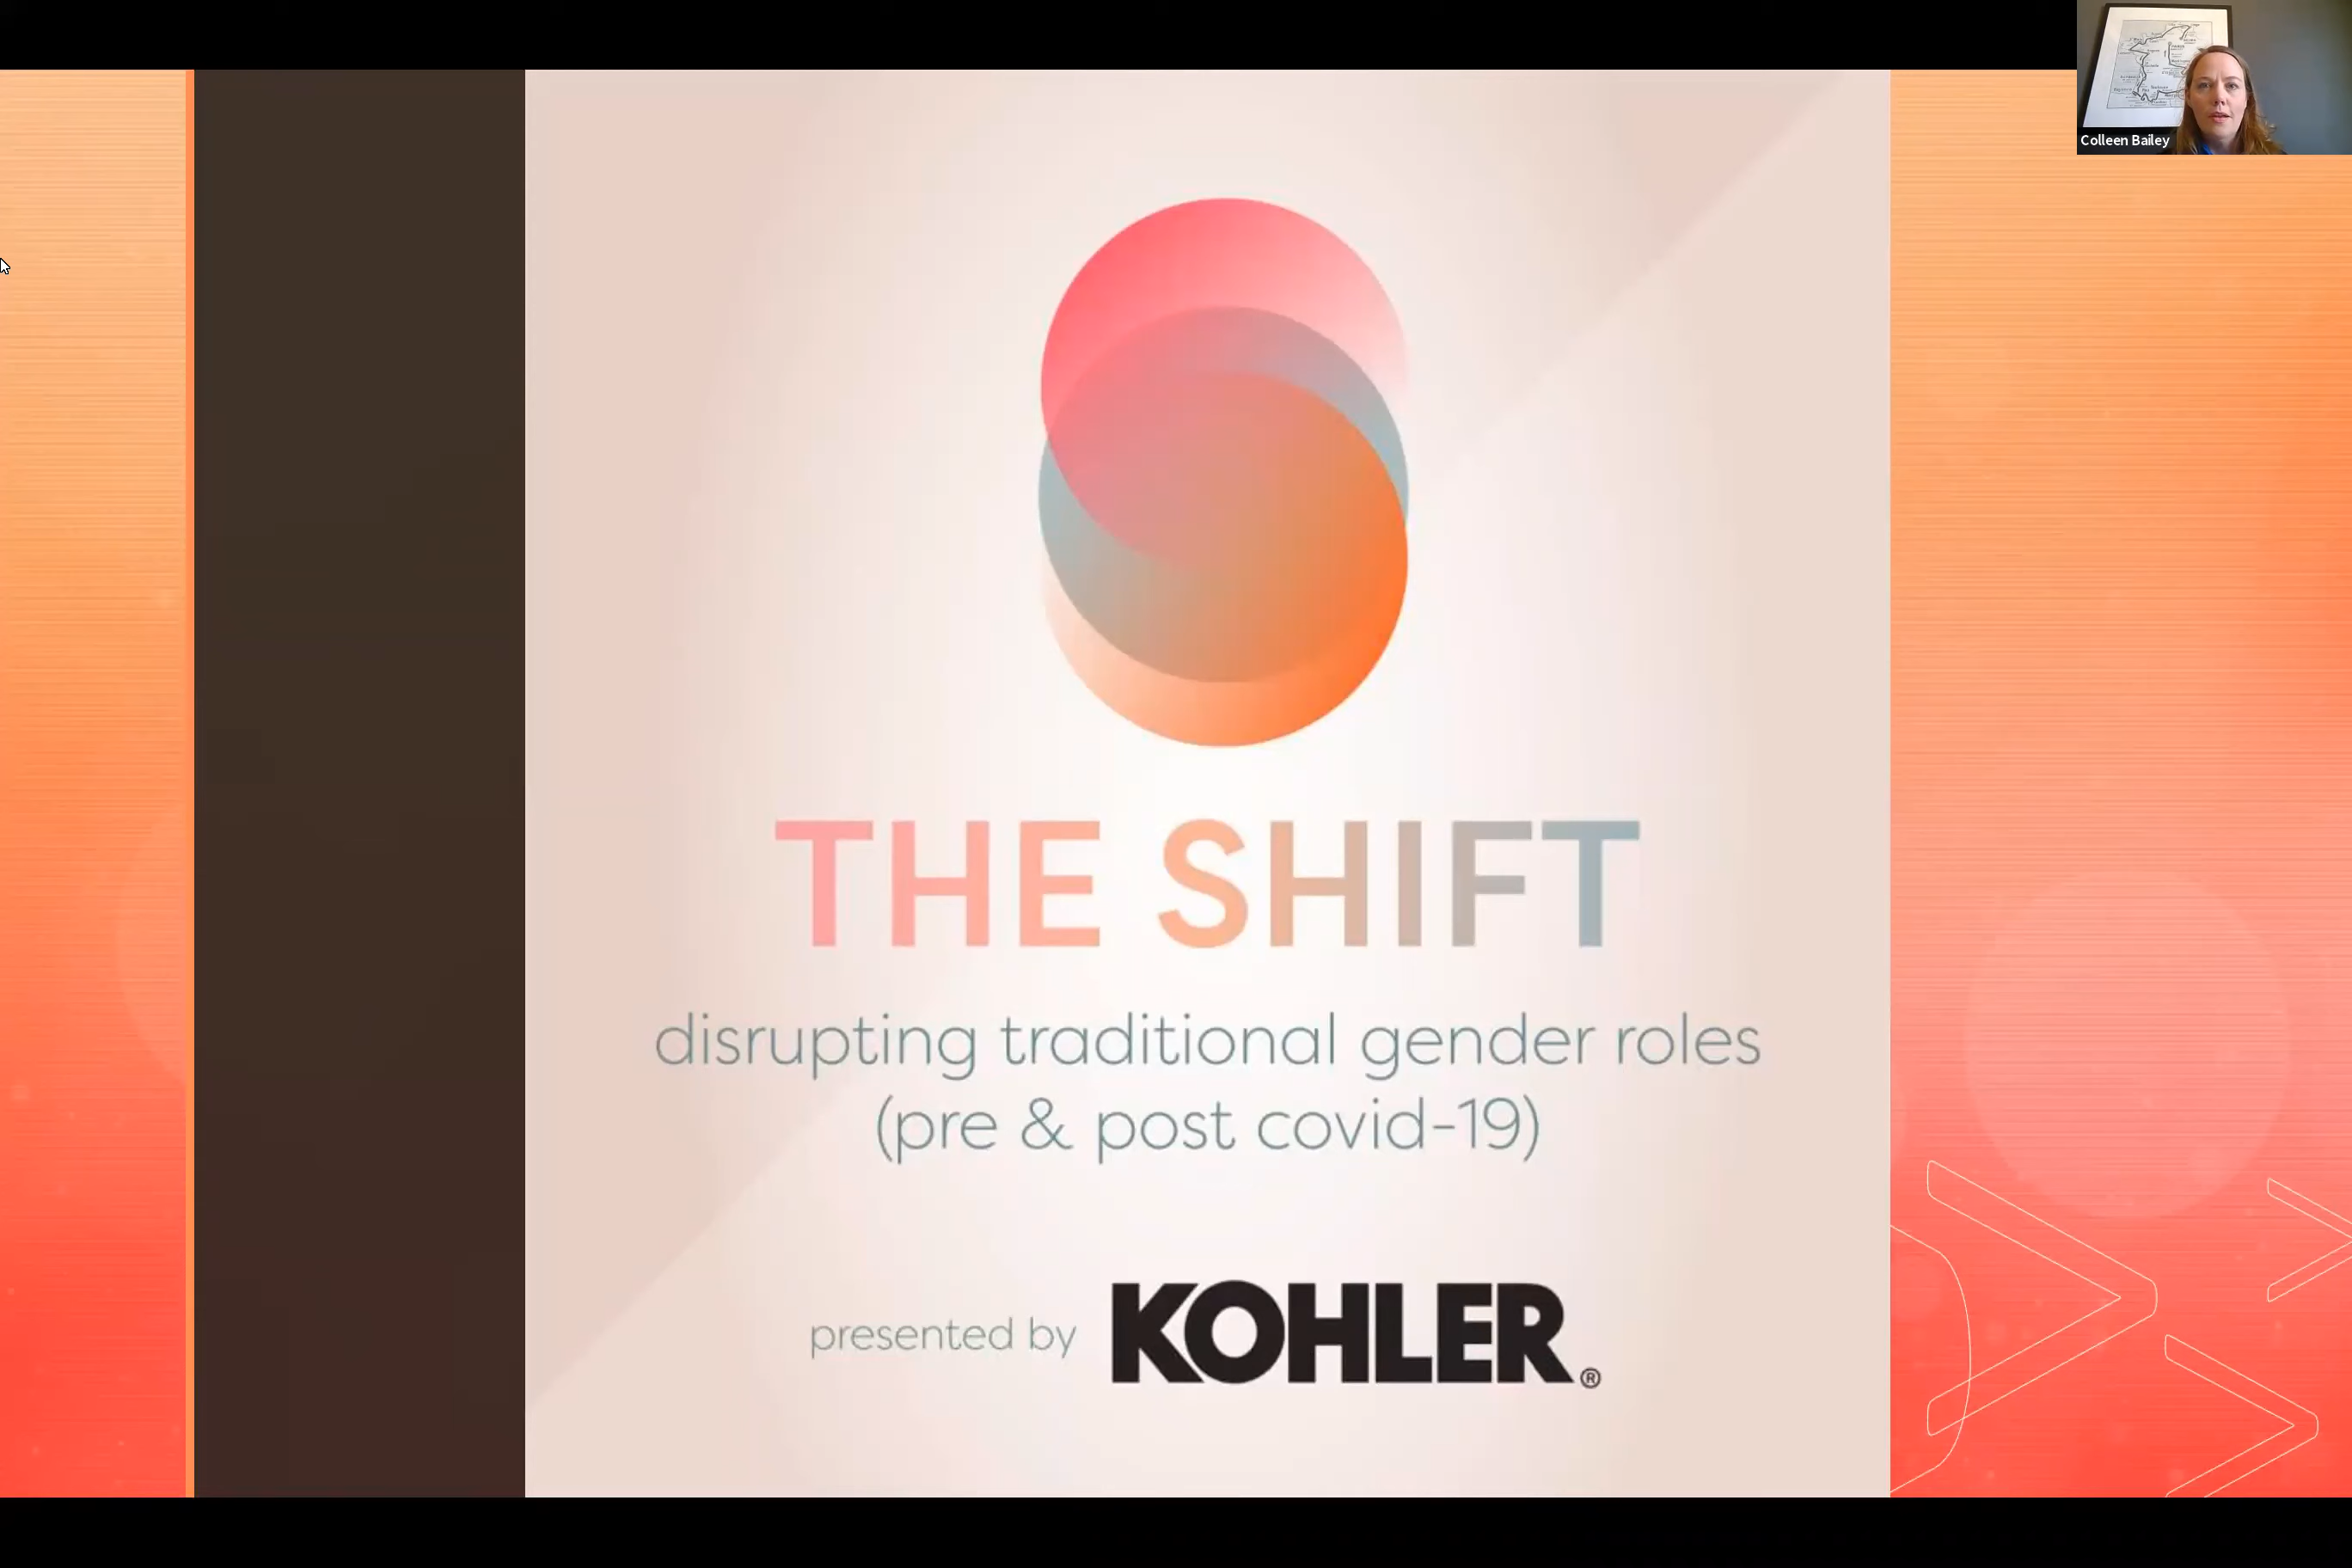 Colleen Bailey
THE SHIFT
disrupting traditional gender roles
(pre & post covid-19)
presented by KOHLER®